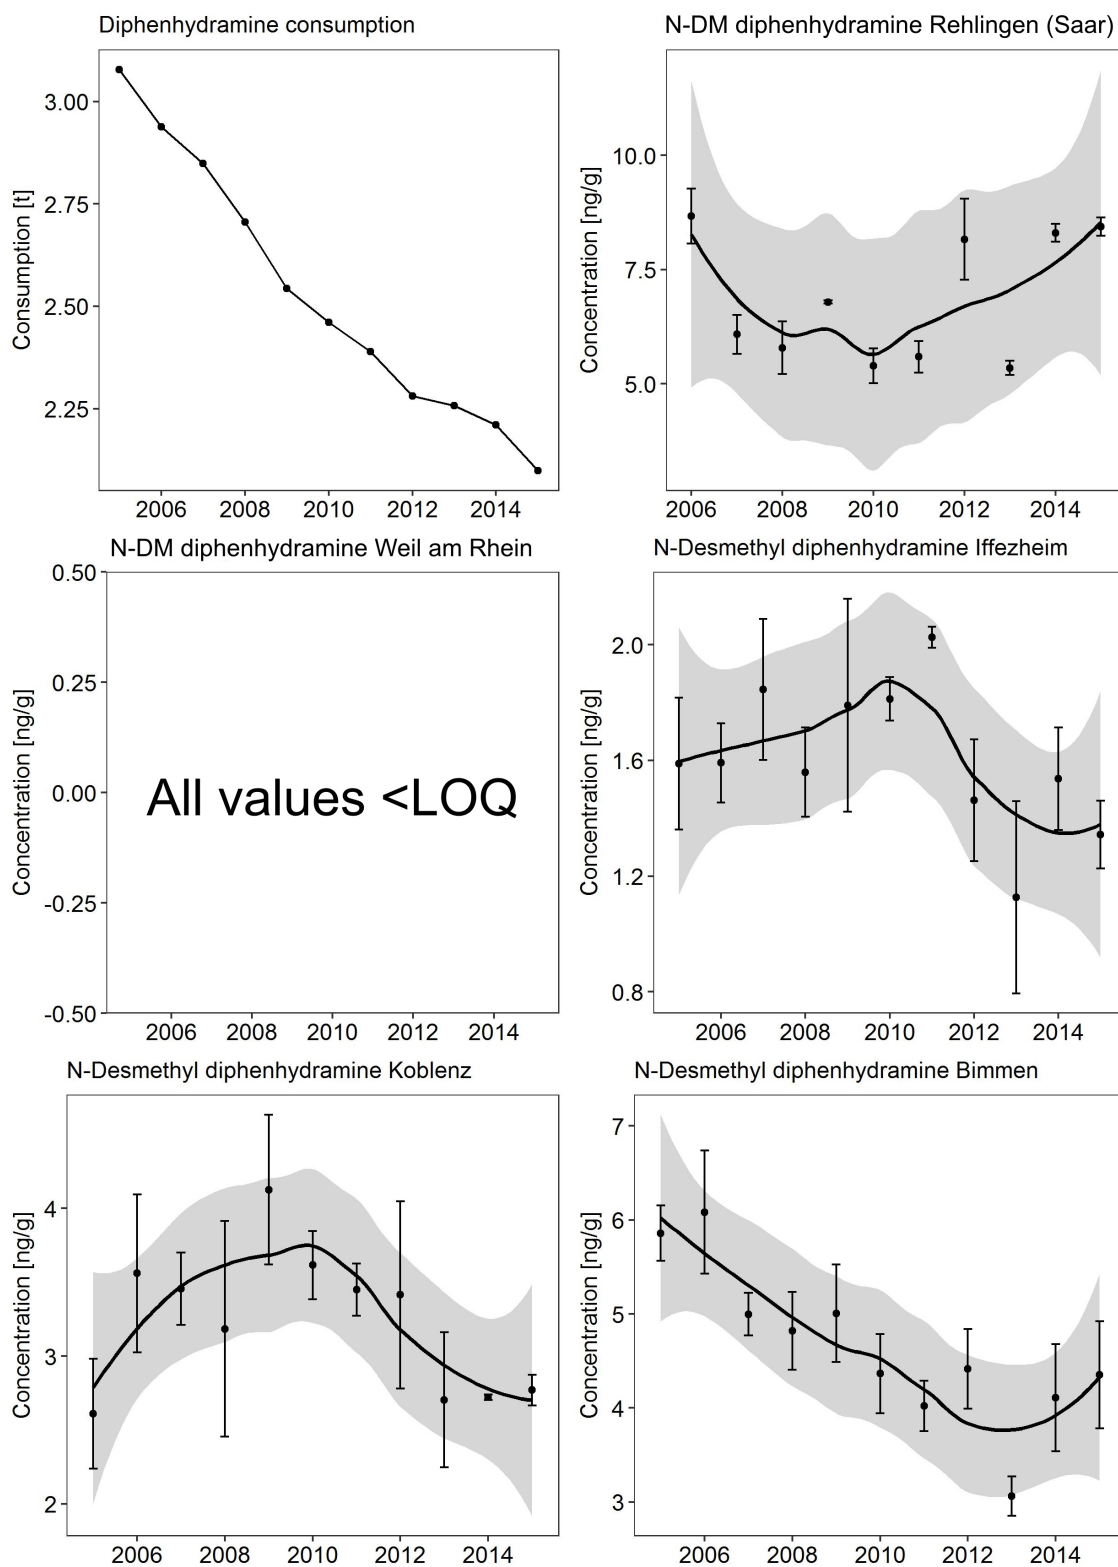 Diphenhydramine consumption
Consumption [t]
3.00
2.75
2.50
2.25
2006 2008 2010 2012 2014
N-DM diphenhydramine Rehlingen (Saar)
Concentration [ng/g]
10.0
7.5
5.0
2006 2008 2010 2012 2014
N-DM diphenhydramine Weil am Rhein
Concentration [ng/g]
0.50
0.25
0.00
-0.25
-0.50
All values <LOQ
2006 2008 2010 2012 2014
N-Desmethyl diphenhydramine Iffezheim
Concentration [ng/g]
2.0
1.6
1.2
0.8
2006 2008 2010 2012 2014
N-Desmethyl diphenhydramine Koblenz
Concentration [ng/g]
4
3
2
2006 2008 2010 2012 2014
N-Desmethyl diphenhydramine Bimmen
Concentration [ng/g]
7
6
5
4
3
2006 2008 2010 2012 2014